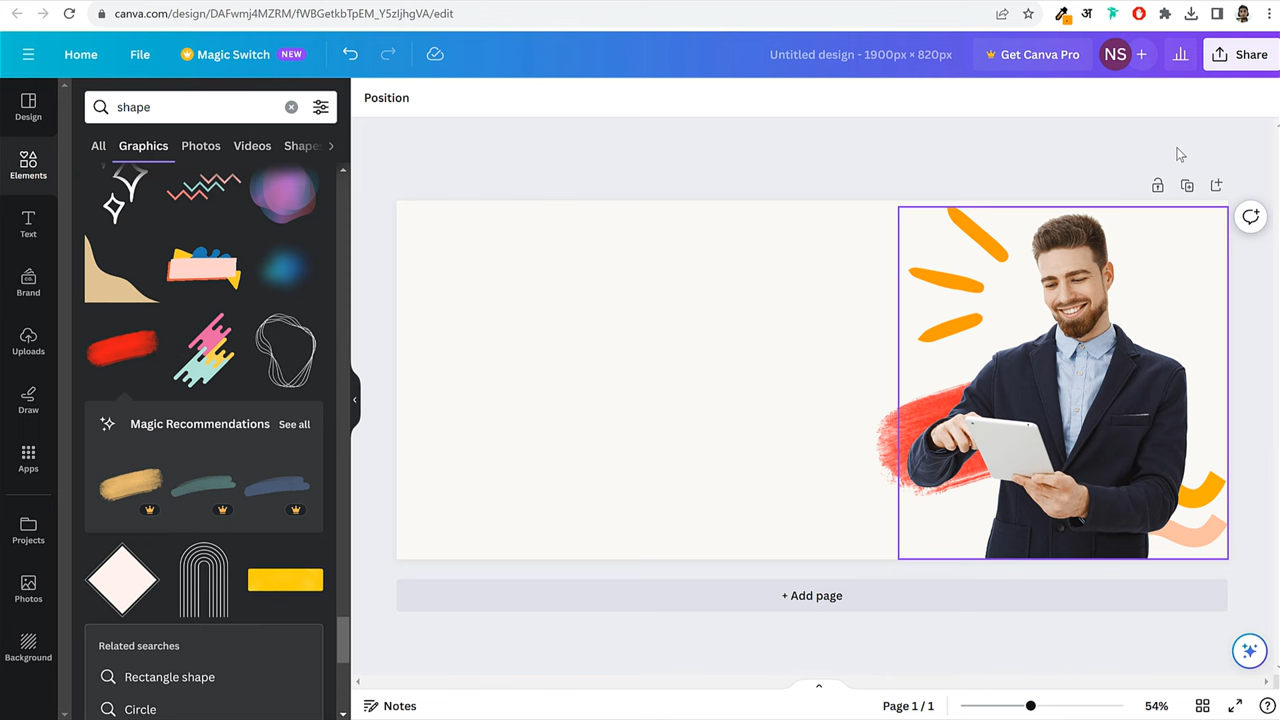 canva.com/design/DAFwmj4MZRM/fWBGetkbTpEM_Y5zIjhgVA/edit
अ
Home
File
Magic Switch NEW
Untitled design - 1900px × 820px
Get Canva Pro
NS
+
Share
Design
Elements
Text
Brand
Uploads
Draw
Apps
Projects
Photos
Background
shape
All
Graphics
Photos
Videos
Shapes
Magic Recommendations
See all
Related searches
Rectangle shape
Circle
Position
+ Add page
Notes
Page 1 / 1
54%